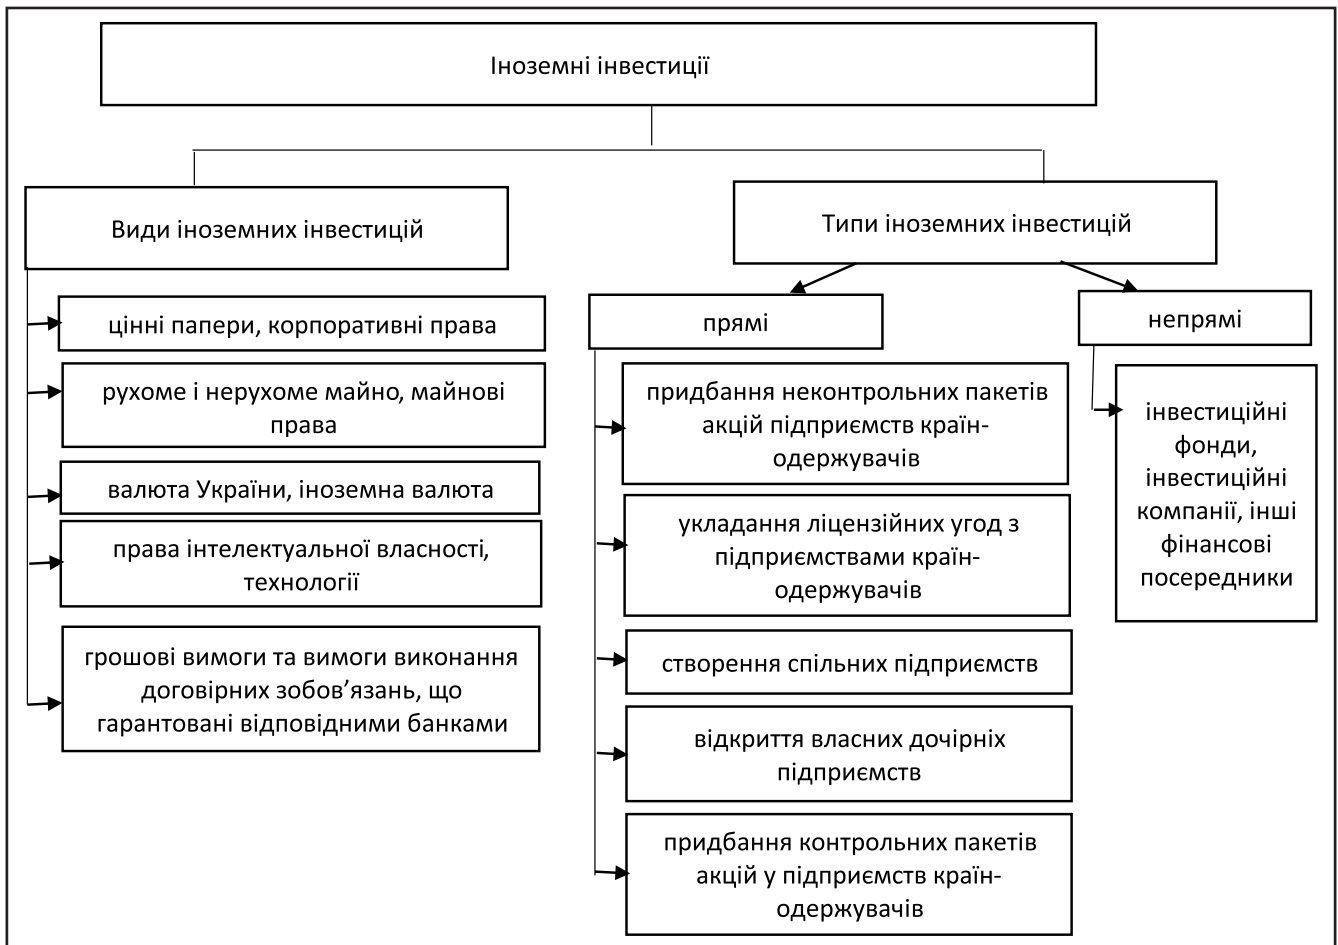 Іноземні інвестиції
Види іноземних інвестицій
цінні папери, корпоративні права
рухоме і нерухоме майно, майнові
права
валюта України, іноземна валюта
права інтелектуальної власності,
технології
грошові вимоги та вимоги виконання
договірних зобов’язань, що
гарантовані відповідними банками
Типи іноземних інвестицій
прямі
придбання неконтрольних пакетів
акцій підприємств країн-
одержувачів
укладання ліцензійних угод з
підприємствами країн-
одержувачів
створення спільних підприємств
відкриття власних дочірніх
підприємств
придбання контрольних пакетів
акцій у підприємств країн-
одержувачів
непрямі
інвестиційні
фонди,
інвестиційні
компанії, інші
фінансові
посередники